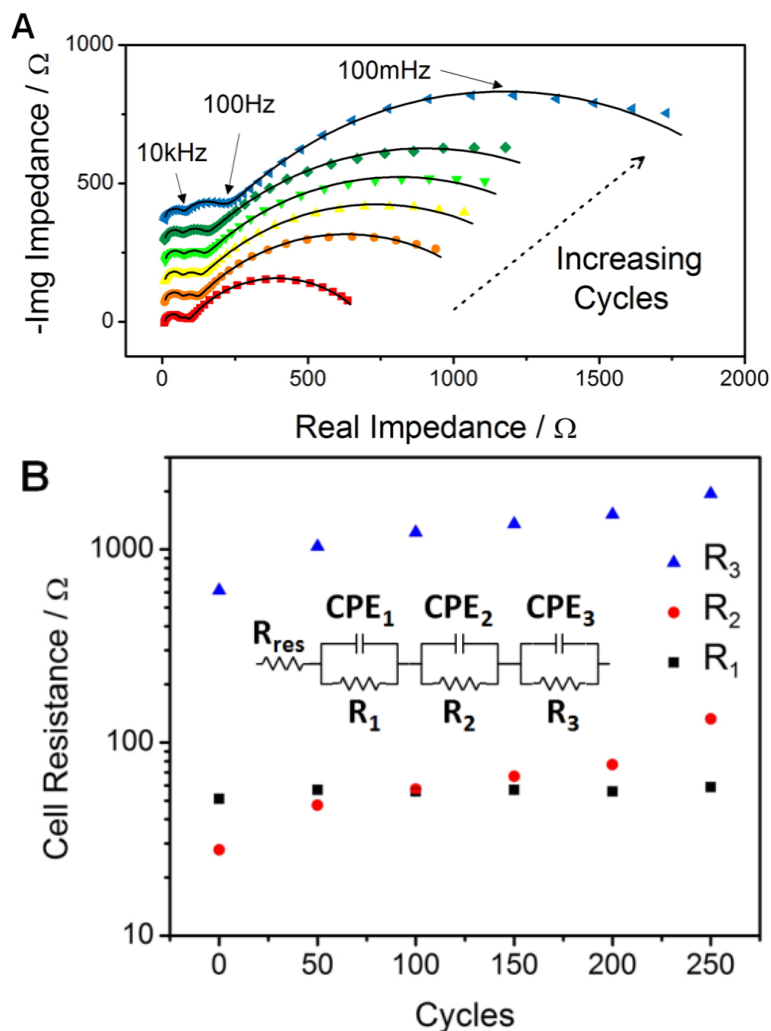 A
-Img Impedance / Ω
1000
500
0
10kHz
100Hz
100mHz
Increasing
Cycles
0
500
1000
1500
2000
Real Impedance / Ω
B
Cell Resistance / Ω
1000
100
10
R₃
R₂
R₁
CPE₁
CPE₂
CPE₃
Rres
R₁
R₂
R₃
0
50
100
150
200
250
Cycles